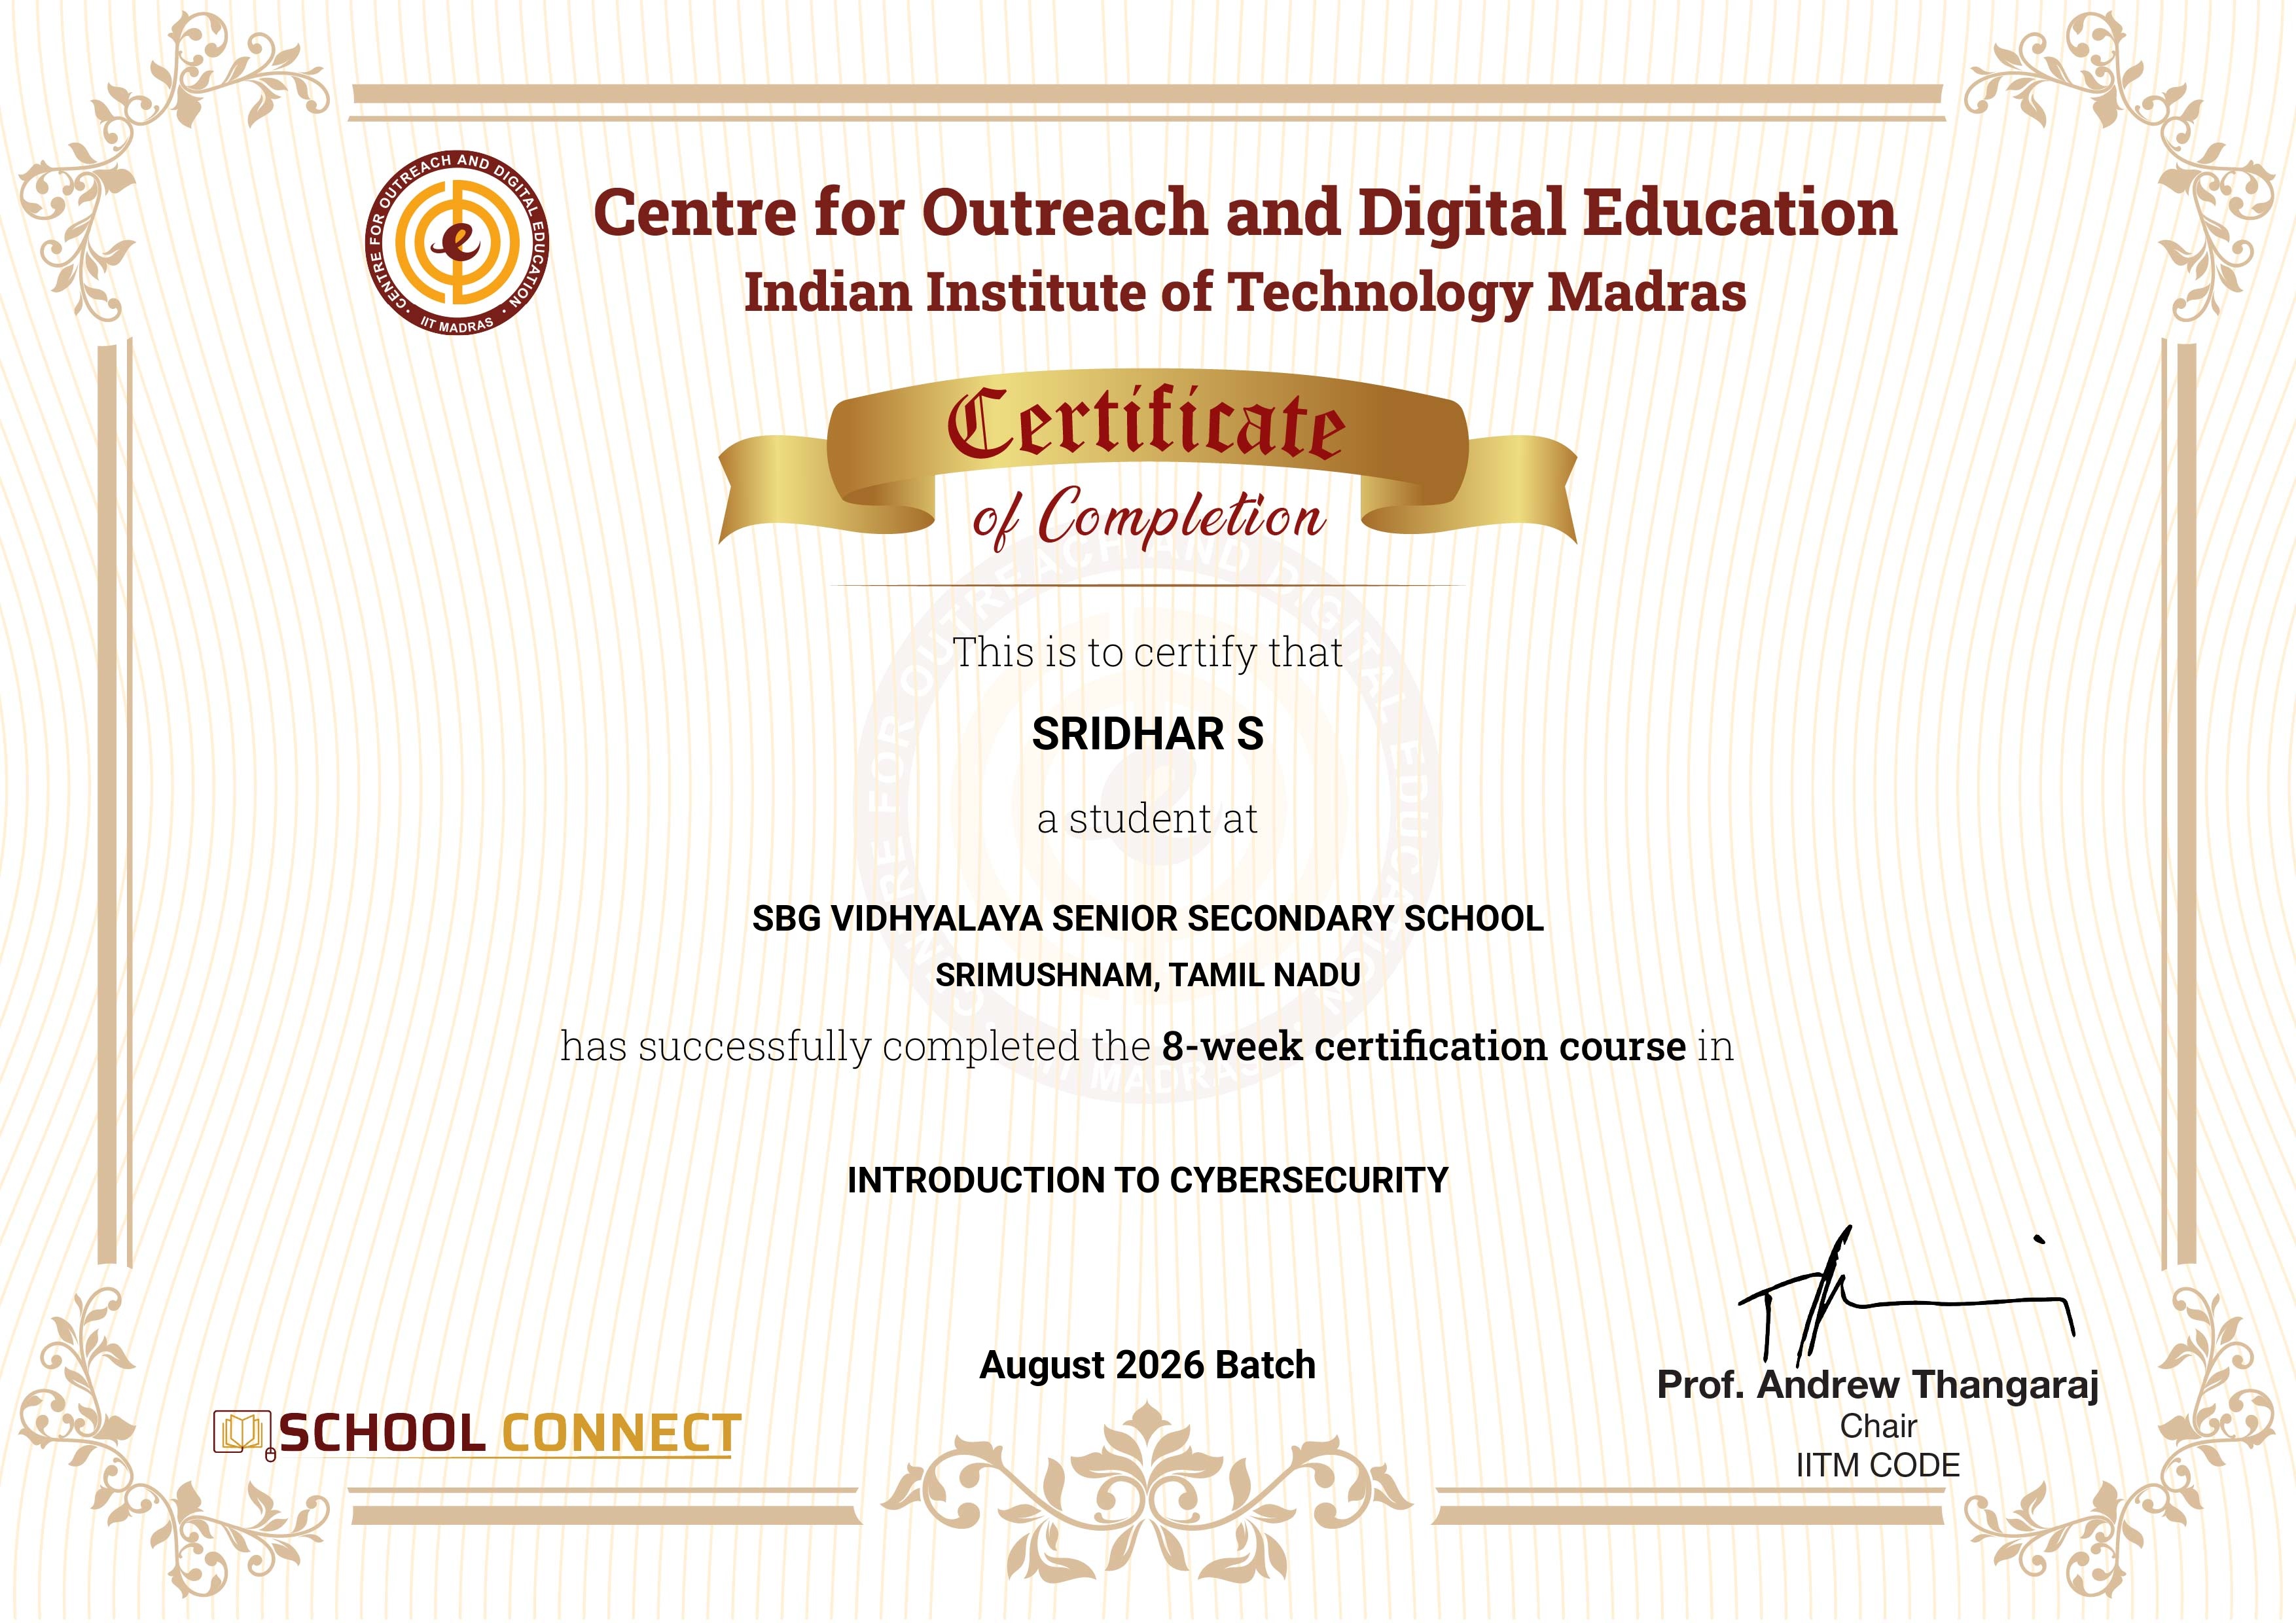 CENTRE FOR OUTREACH AND DIGITAL EDUCATION
IIT MADRAS
Centre for Outreach and Digital Education
Indian Institute of Technology Madras
Certificate
of Completion
This is to certify that
SRIDHAR S
a student at
SBG VIDHYALAYA SENIOR SECONDARY SCHOOL
SRIMUSHNAM, TAMIL NADU
has successfully completed the 8-week certification course in
INTRODUCTION TO CYBERSECURITY
August 2026 Batch
Prof. Andrew Thangaraj
Chair
IITM CODE
SCHOOL CONNECT